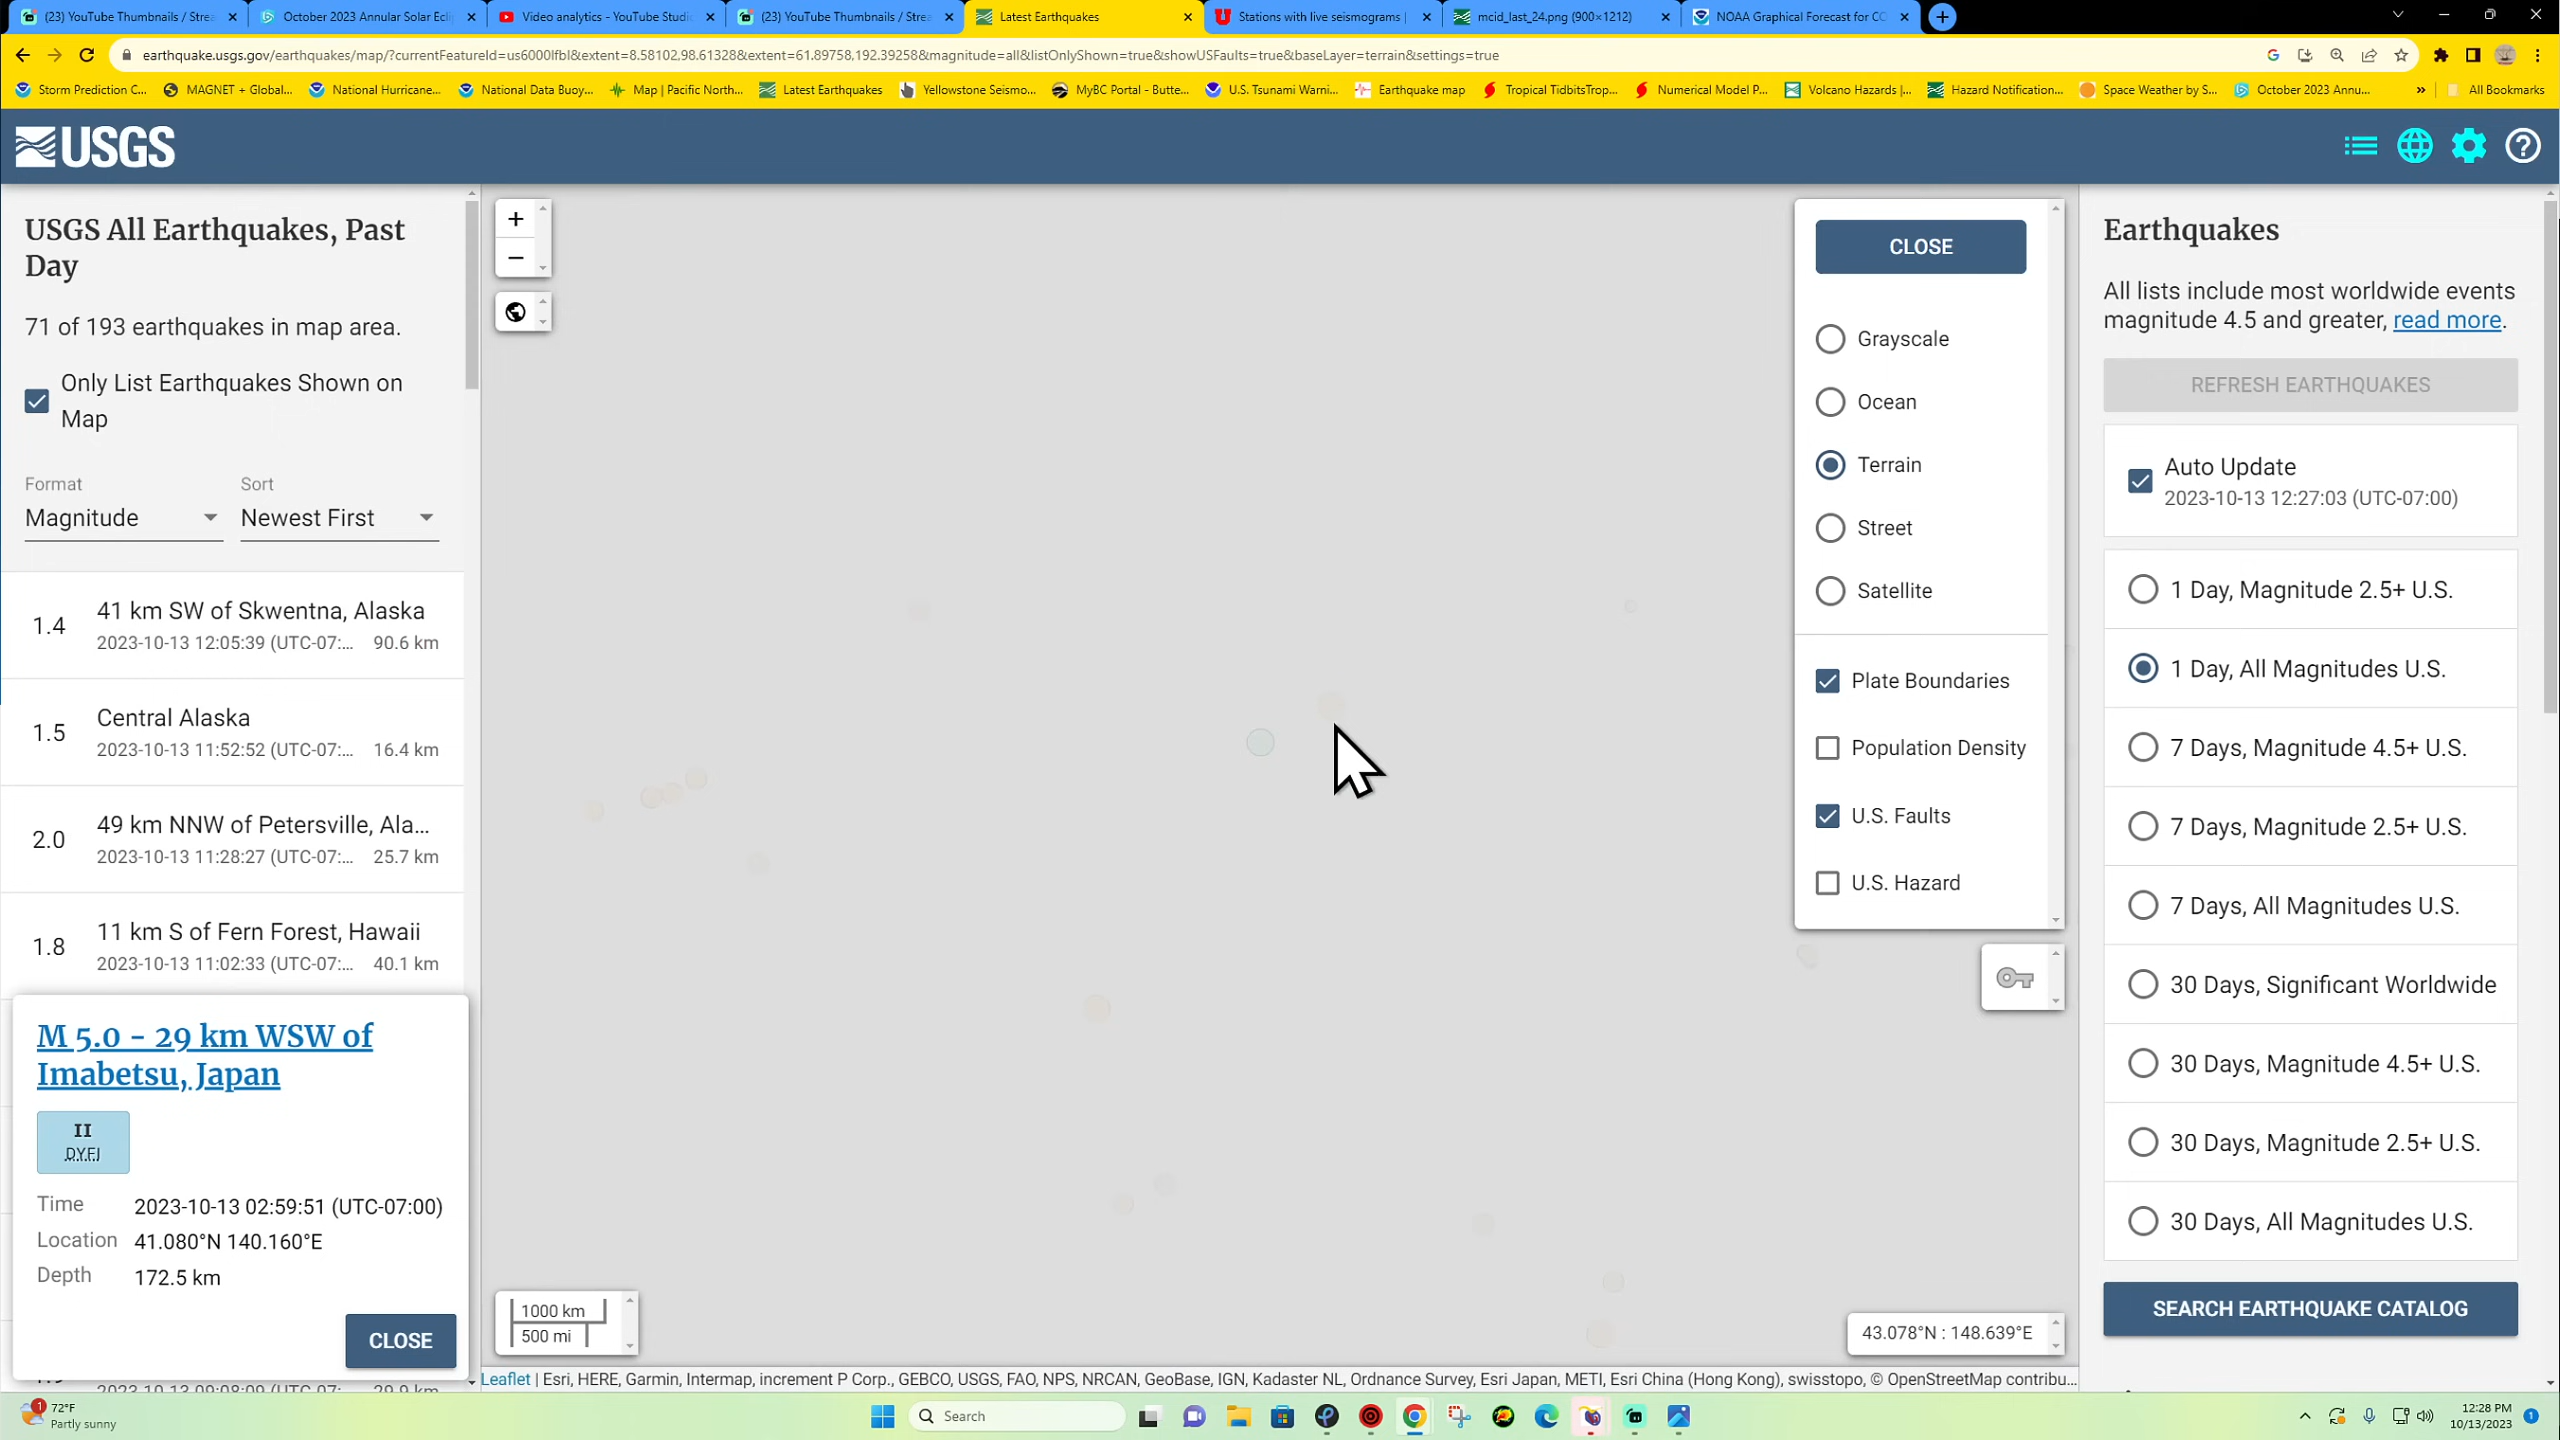 (23) YouTube Thumbnails / Strea
October 2023 Annular Solar Ecli
Video analytics - YouTube Studi
(23) YouTube Thumbnails / Strea
Latest Earthquakes
Stations with live seismograms |
mcid_last_24.png (900×1212)
NOAA Graphical Forecast for CO
earthquake.usgs.gov/earthquakes/map/?currentFeatureId=us6000lfbl&extent=8.58102,98.61328&extent=61.89758,192.39258&magnitude=all&listOnlyShown=true&showUSFaults=true&baseLayer=terrain&settings=true
Storm Prediction C...
MAGNET + Global...
National Hurricane...
National Data Buoy...
Map | Pacific North...
Latest Earthquakes
Yellowstone Seismo...
MyBC Portal - Butte...
U.S. Tsunami Warni...
Earthquake map
Tropical TidbitsTrop...
Numerical Model P...
Volcano Hazards |...
Hazard Notification...
Space Weather by S...
October 2023 Annu...
»
All Bookmarks
USGS
USGS All Earthquakes, Past
Day
71 of 193 earthquakes in map area.
Only List Earthquakes Shown on
Map
Format
Sort
Magnitude
Newest First
1.4
41 km SW of Skwentna, Alaska
2023-10-13 12:05:39 (UTC-07:... 90.6 km
1.5
Central Alaska
2023-10-13 11:52:52 (UTC-07:... 16.4 km
2.0
49 km NNW of Petersville, Ala...
2023-10-13 11:28:27 (UTC-07:... 25.7 km
1.8
11 km S of Fern Forest, Hawaii
2023-10-13 11:02:33 (UTC-07:... 40.1 km
M 5.0 - 29 km WSW of
Imabetsu, Japan
II
DYFI
Time 2023-10-13 02:59:51 (UTC-07:00)
Location 41.080°N 140.160°E
Depth 172.5 km
CLOSE
+
−
1000 km
500 mi
CLOSE
Grayscale
Ocean
Terrain
Street
Satellite
Plate Boundaries
Population Density
U.S. Faults
U.S. Hazard
43.078°N : 148.639°E
Leaflet | Esri, HERE, Garmin, Intermap, increment P Corp., GEBCO, USGS, FAO, NPS, NRCAN, GeoBase, IGN, Kadaster NL, Ordnance Survey, Esri Japan, METI, Esri China (Hong Kong), swisstopo, © OpenStreetMap contribu...
Earthquakes
All lists include most worldwide events
magnitude 4.5 and greater, read more.
REFRESH EARTHQUAKES
Auto Update
2023-10-13 12:27:03 (UTC-07:00)
1 Day, Magnitude 2.5+ U.S.
1 Day, All Magnitudes U.S.
7 Days, Magnitude 4.5+ U.S.
7 Days, Magnitude 2.5+ U.S.
7 Days, All Magnitudes U.S.
30 Days, Significant Worldwide
30 Days, Magnitude 4.5+ U.S.
30 Days, Magnitude 2.5+ U.S.
30 Days, All Magnitudes U.S.
SEARCH EARTHQUAKE CATALOG
1
72°F
Partly sunny
Search
12:28 PM
10/13/2023
1